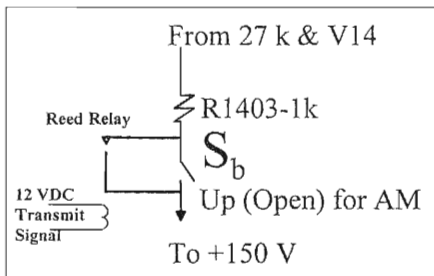 From 27 k & V14
R1403-1k
Reed Relay
Sb
12 VDC
Transmit
Signal
Up (Open) for AM
To +150 V